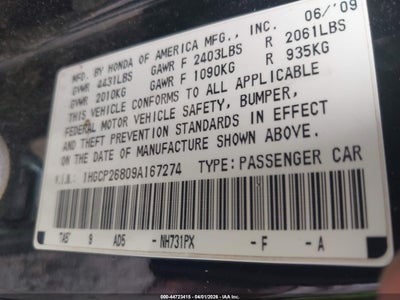 MFD. BY HONDA OF AMERICA MFG., INC. 06/'09
GVWR 4431LBS GAWR F 2403LBS R 2061LBS
GVWR 2010KG GAWR F 1090KG R 935KG
THIS VEHICLE CONFORMS TO ALL APPLICABLE
FEDERAL MOTOR VEHICLE SAFETY, BUMPER,
AND THEFT PREVENTION STANDARDS IN EFFECT
ON THE DATE OF MANUFACTURE SHOWN ABOVE.
V.I.N. 1HGCP26809A167274 TYPE: PASSENGER CAR
TA5' 9 AD5 - NH731PX -F -A
000-44723415 - 04/01/2026 - IAA Inc.